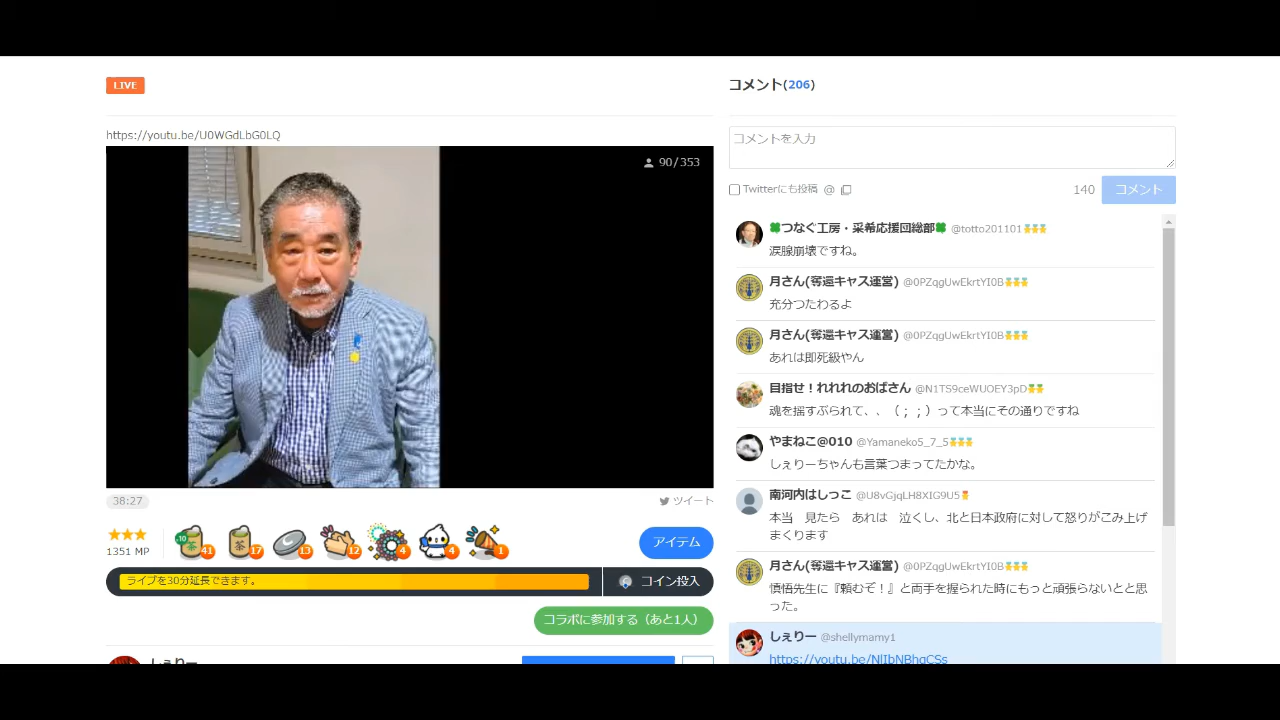 LIVE
https://youtu.be/U0WGdLbG0LQ
90/353
38:27
ツイート
1351 MP
+10
41
17
13
12
4
4
1
アイテム
ライブを30分延長できます。
コイン投入
コラボに参加する（あと1人）
しぇりー
コメント(206)
コメントを入力
Twitterにも投稿 @
140
コメント
🍀つなぐ工房・采希応援団総部🍀 @totto201101
涙腺崩壊ですね。
月さん(奪還キャス運営) @0PZqgUwEkrtYI0B
充分つたわるよ
月さん(奪還キャス運営) @0PZqgUwEkrtYI0B
あれは即死級やん
目指せ！れれれのおばさん @N1TS9ceWUOEY3pD
魂を揺すぶられて、、（；；）って本当にその通りですね
やまねこ@010 @Yamaneko5_7_5
しぇりーちゃんも言葉つまってたかな。
南河内はしっこ @U8vGjqLH8XIG9U5
本当　見たら　あれは　泣くし、北と日本政府に対して怒りがこみ上げ
まくります
月さん(奪還キャス運営) @0PZqgUwEkrtYI0B
慎悟先生に『頼むぞ！』と両手を握られた時にもっと頑張らないとと思
った。
しぇりー @shellymamy1
https://youtu.be/NlIbNBhqCSs